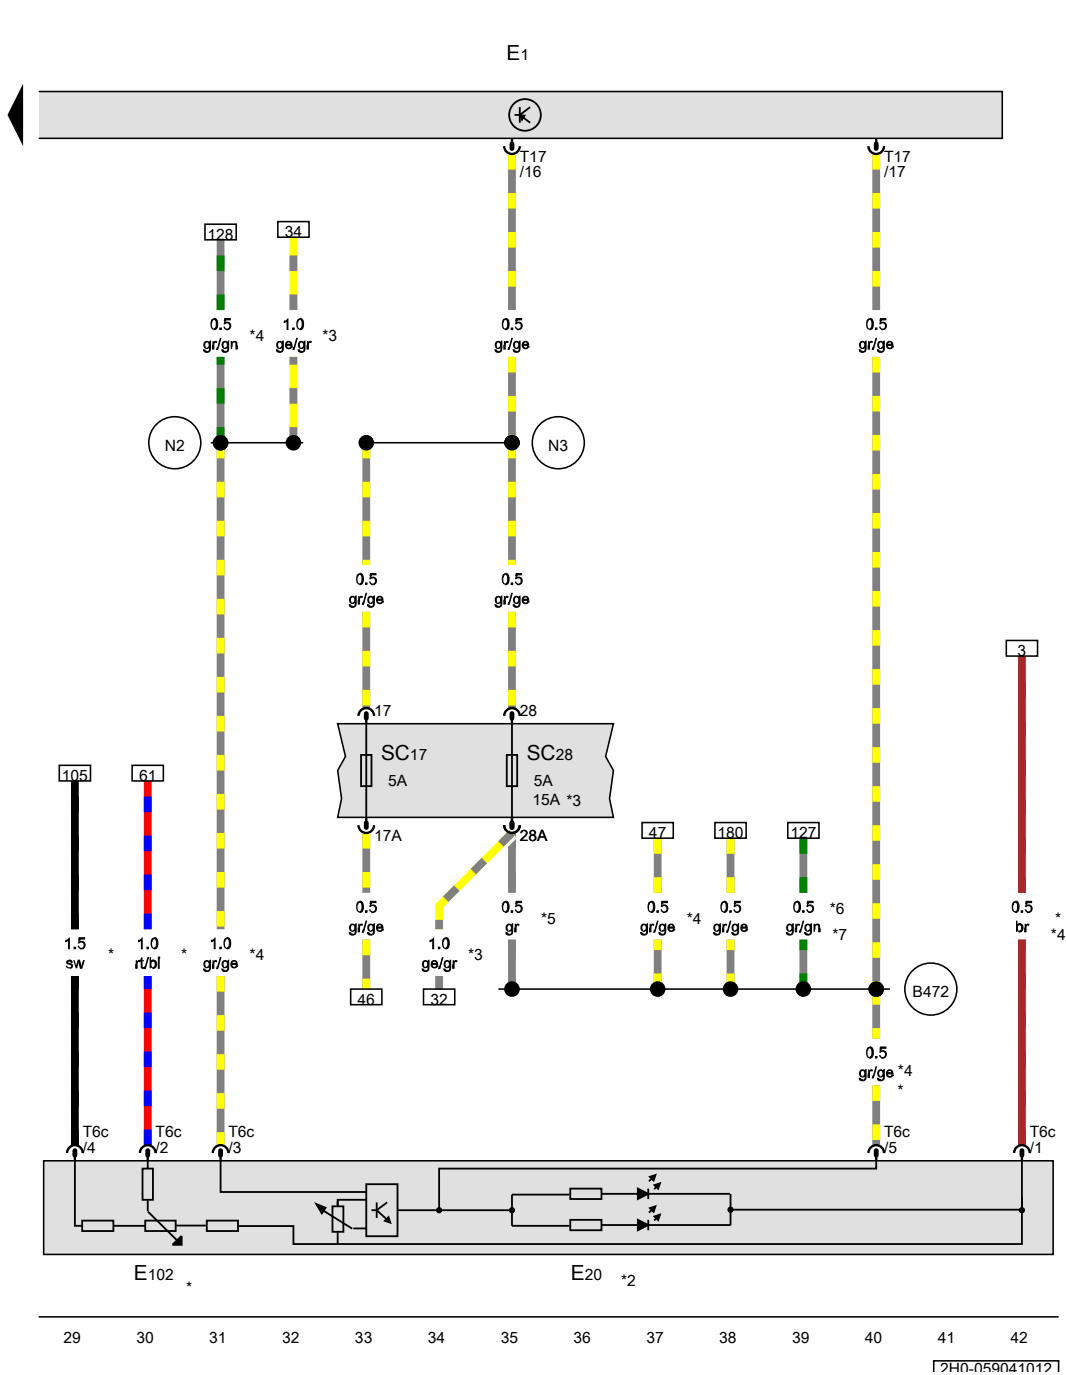 E1
T17
/16
T17
/17
128
34
0.5
gr/gn
*4
1.0
ge/gr
*3
0.5
gr/ge
0.5
gr/ge
N2
N3
0.5
gr/ge
0.5
gr/ge
3
17
28
SC17
5A
SC28
5A
15A *3
105
61
17A
28A
47
180
127
1.5
sw
*
1.0
rt/bl
*
1.0
gr/ge
*4
0.5
gr/ge
1.0
ge/gr
*3
0.5
gr
*5
0.5
gr/ge
*4
0.5
gr/ge
0.5
gr/gn
*6
*7
0.5
br
*
*4
46
32
B472
0.5
gr/ge
*4
*
T6c
/4
T6c
/2
T6c
/3
T6c
/5
T6c
/1
E102 *
E20 *2
29 30 31 32 33 34 35 36 37 38 39 40 41 42
2H0-059041012